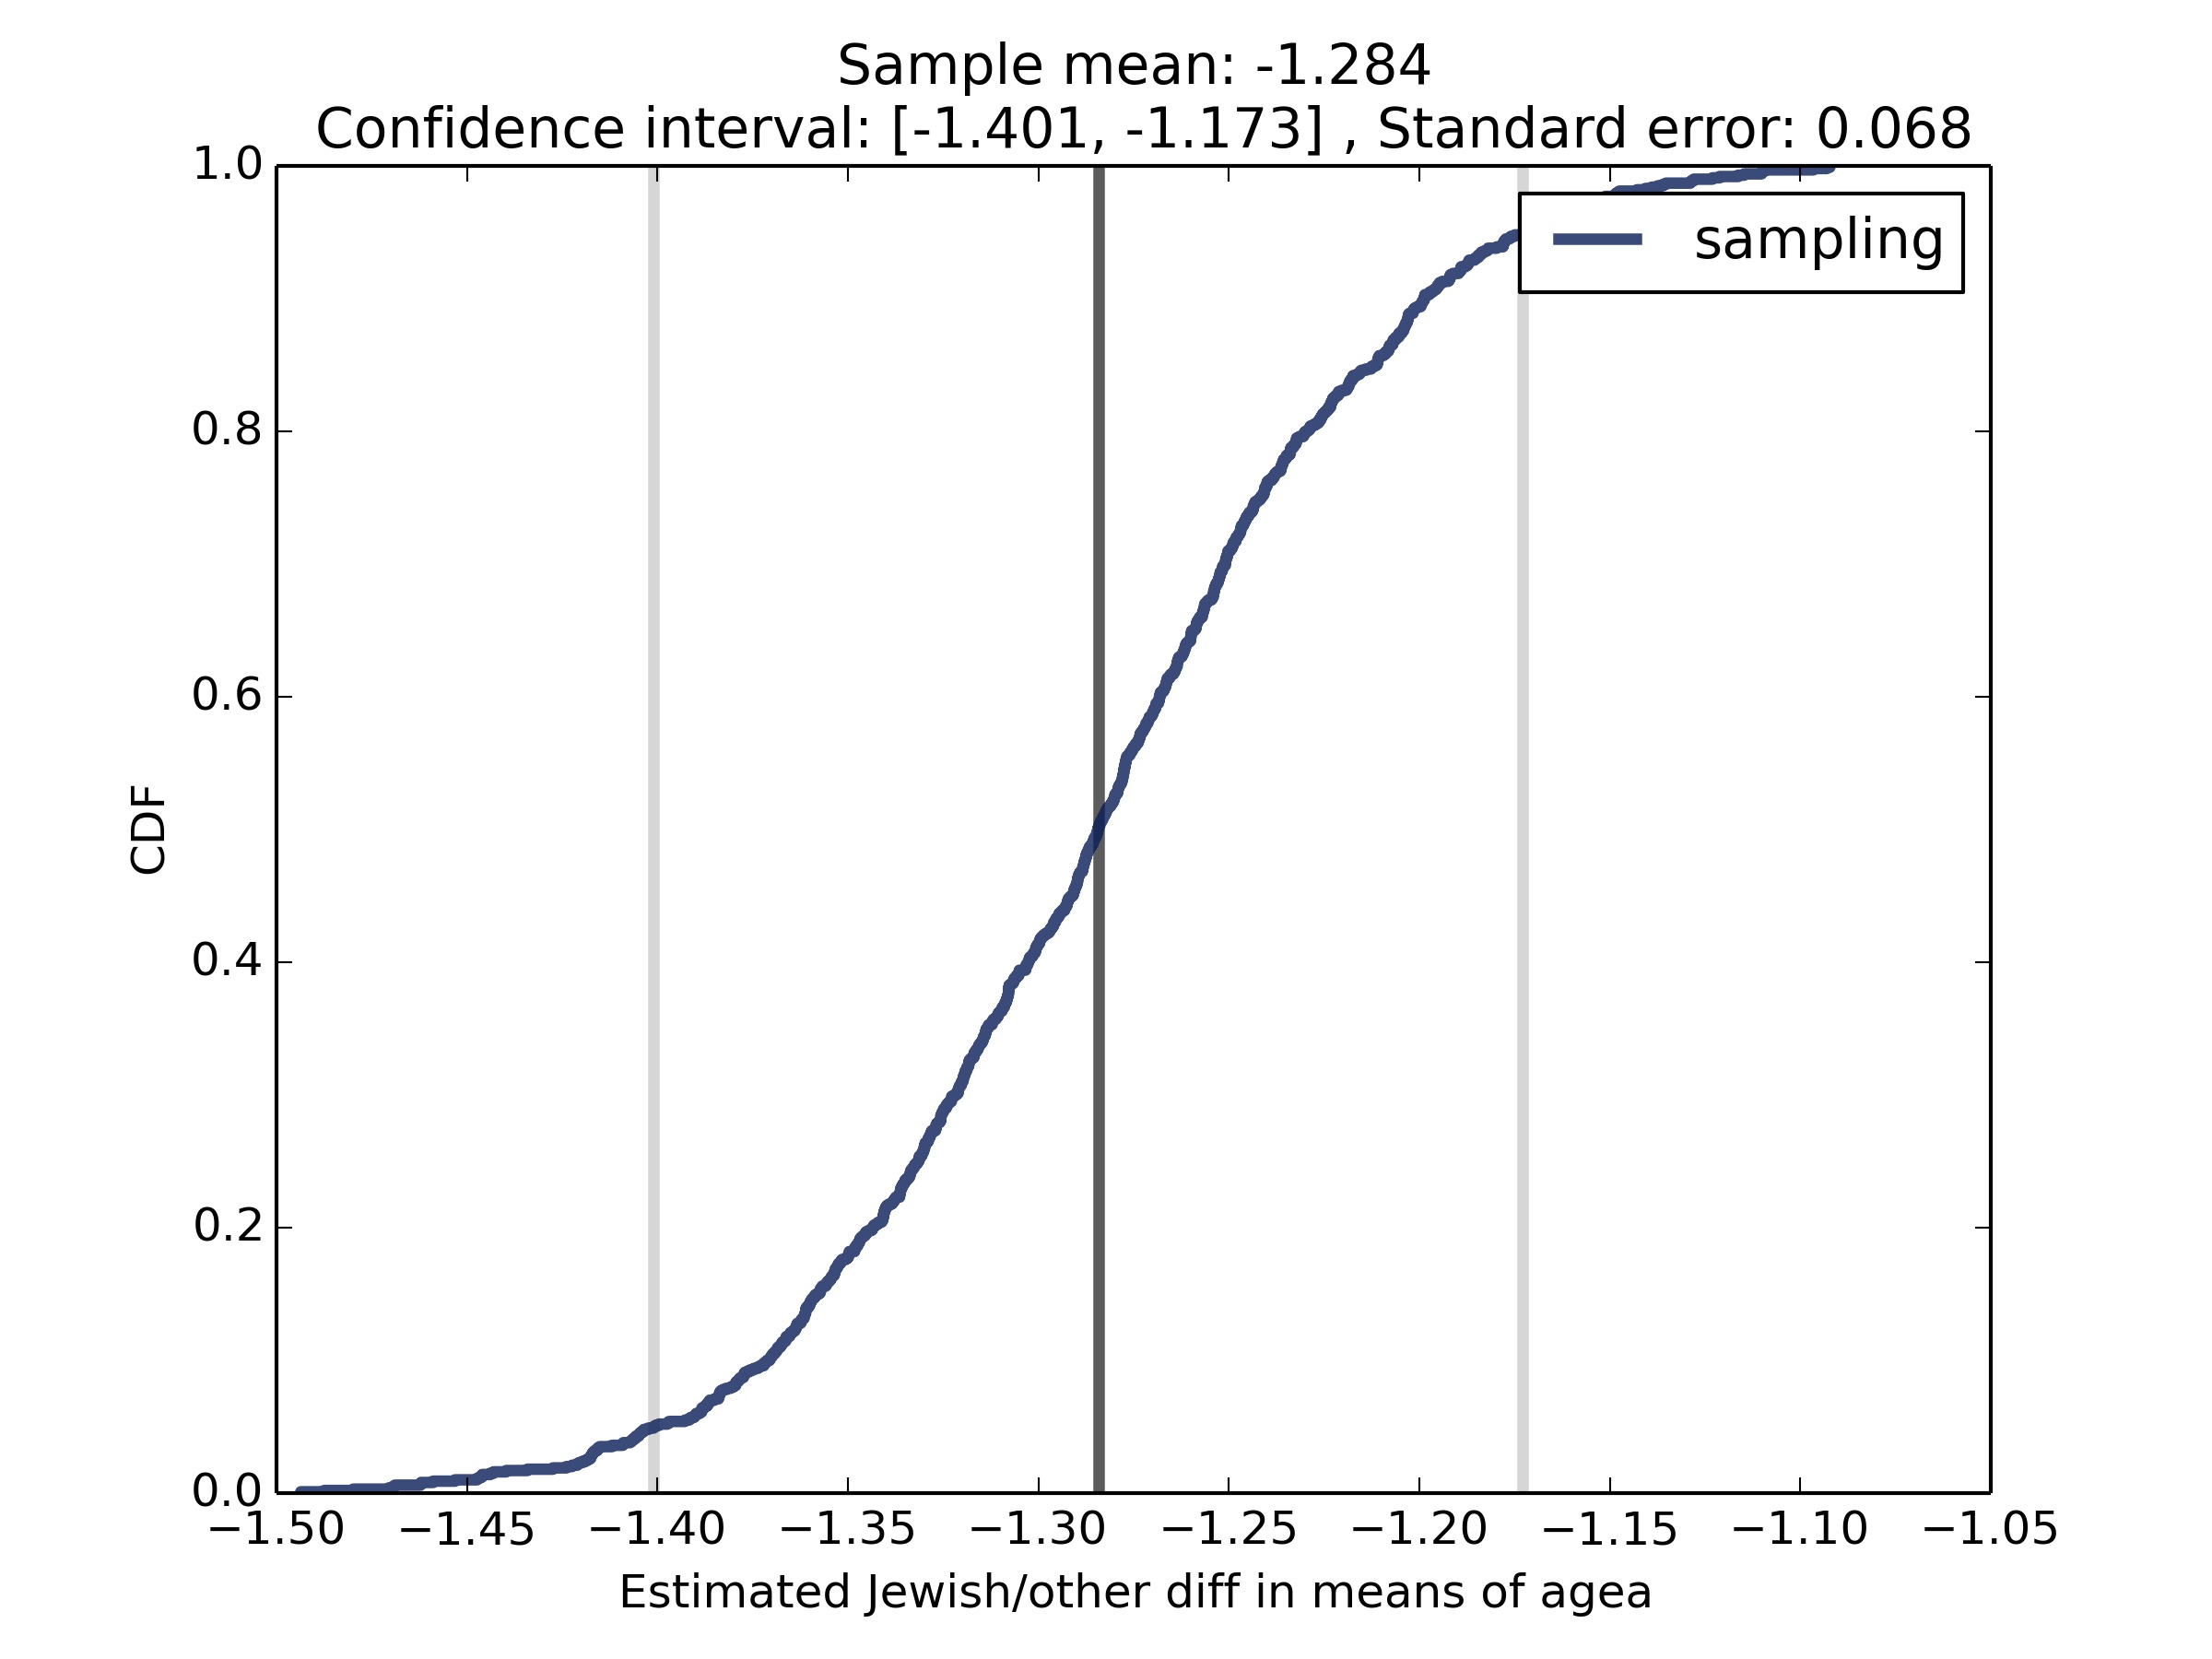 Sample mean: -1.284
Confidence interval: [-1.401, -1.173] , Standard error: 0.068
1.0
sampling
0.8
0.6
CDF
0.4
0.2
0.0
−1.50 −1.45 −1.40 −1.35 −1.30 −1.25 −1.20 −1.15 −1.10 −1.05
Estimated Jewish/other diff in means of agea